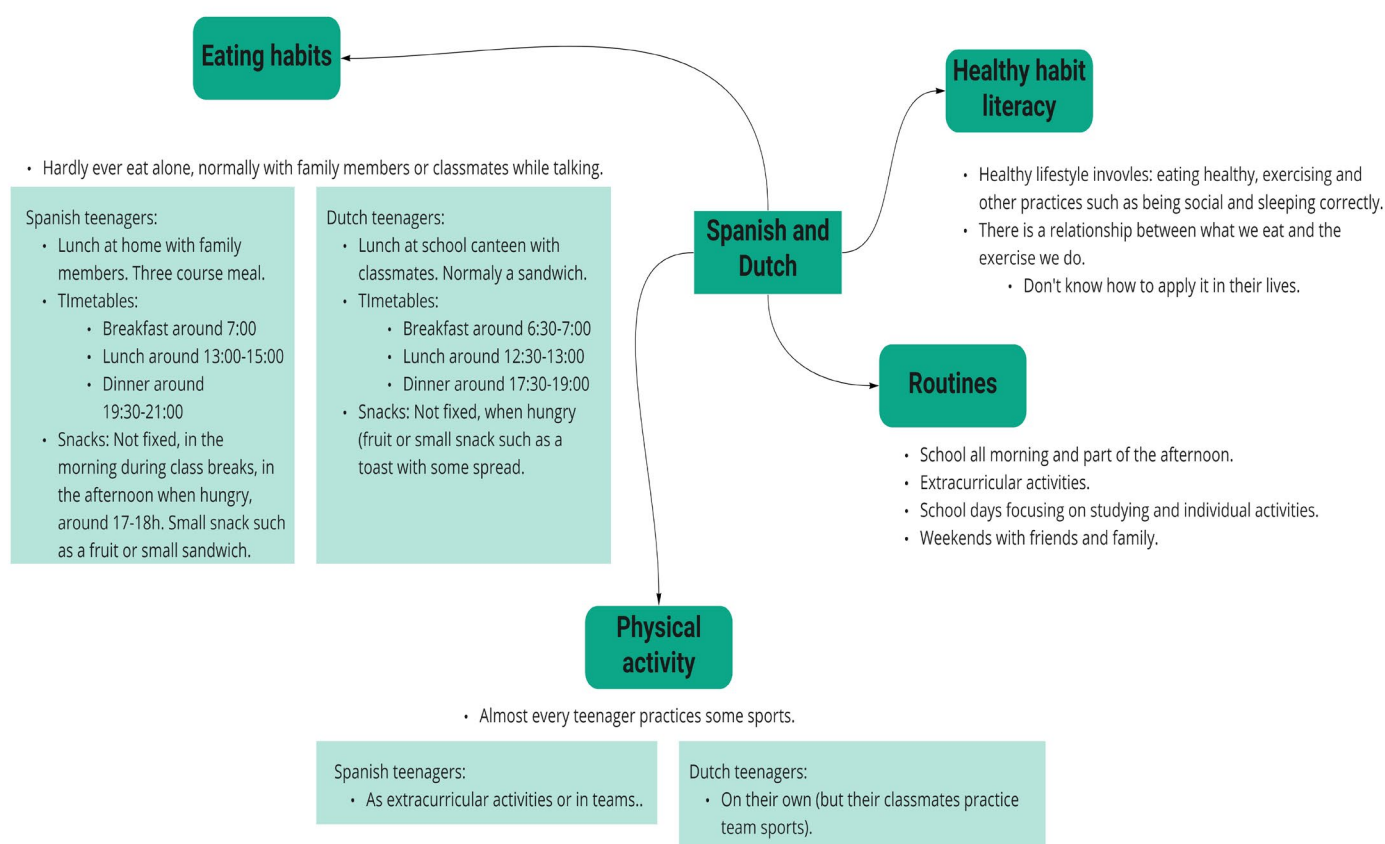 Eating habits
Healthy habit
literacy
• Hardly ever eat alone, normally with family members or classmates while talking.
Spanish teenagers:
• Lunch at home with family
members. Three course meal.
• TImetables:
• Breakfast around 7:00
• Lunch around 13:00-15:00
• Dinner around
19:30-21:00
• Snacks: Not fixed, in the
morning during class breaks, in
the afternoon when hungry,
around 17-18h. Small snack such
as a fruit or small sandwich.
Dutch teenagers:
• Lunch at school canteen with
classmates. Normaly a sandwich.
• TImetables:
• Breakfast around 6:30-7:00
• Lunch around 12:30-13:00
• Dinner around 17:30-19:00
• Snacks: Not fixed, when hungry
(fruit or small snack such as a
toast with some spread.
Spanish and
Dutch
• Healthy lifestyle invovles: eating healthy, exercising and
other practices such as being social and sleeping correctly.
• There is a relationship between what we eat and the
exercise we do.
• Don't know how to apply it in their lives.
Routines
• School all morning and part of the afternoon.
• Extracurricular activities.
• School days focusing on studying and individual activities.
• Weekends with friends and family.
Physical
activity
• Almost every teenager practices some sports.
Spanish teenagers:
• As extracurricular activities or in teams..
Dutch teenagers:
• On their own (but their classmates practice
team sports).